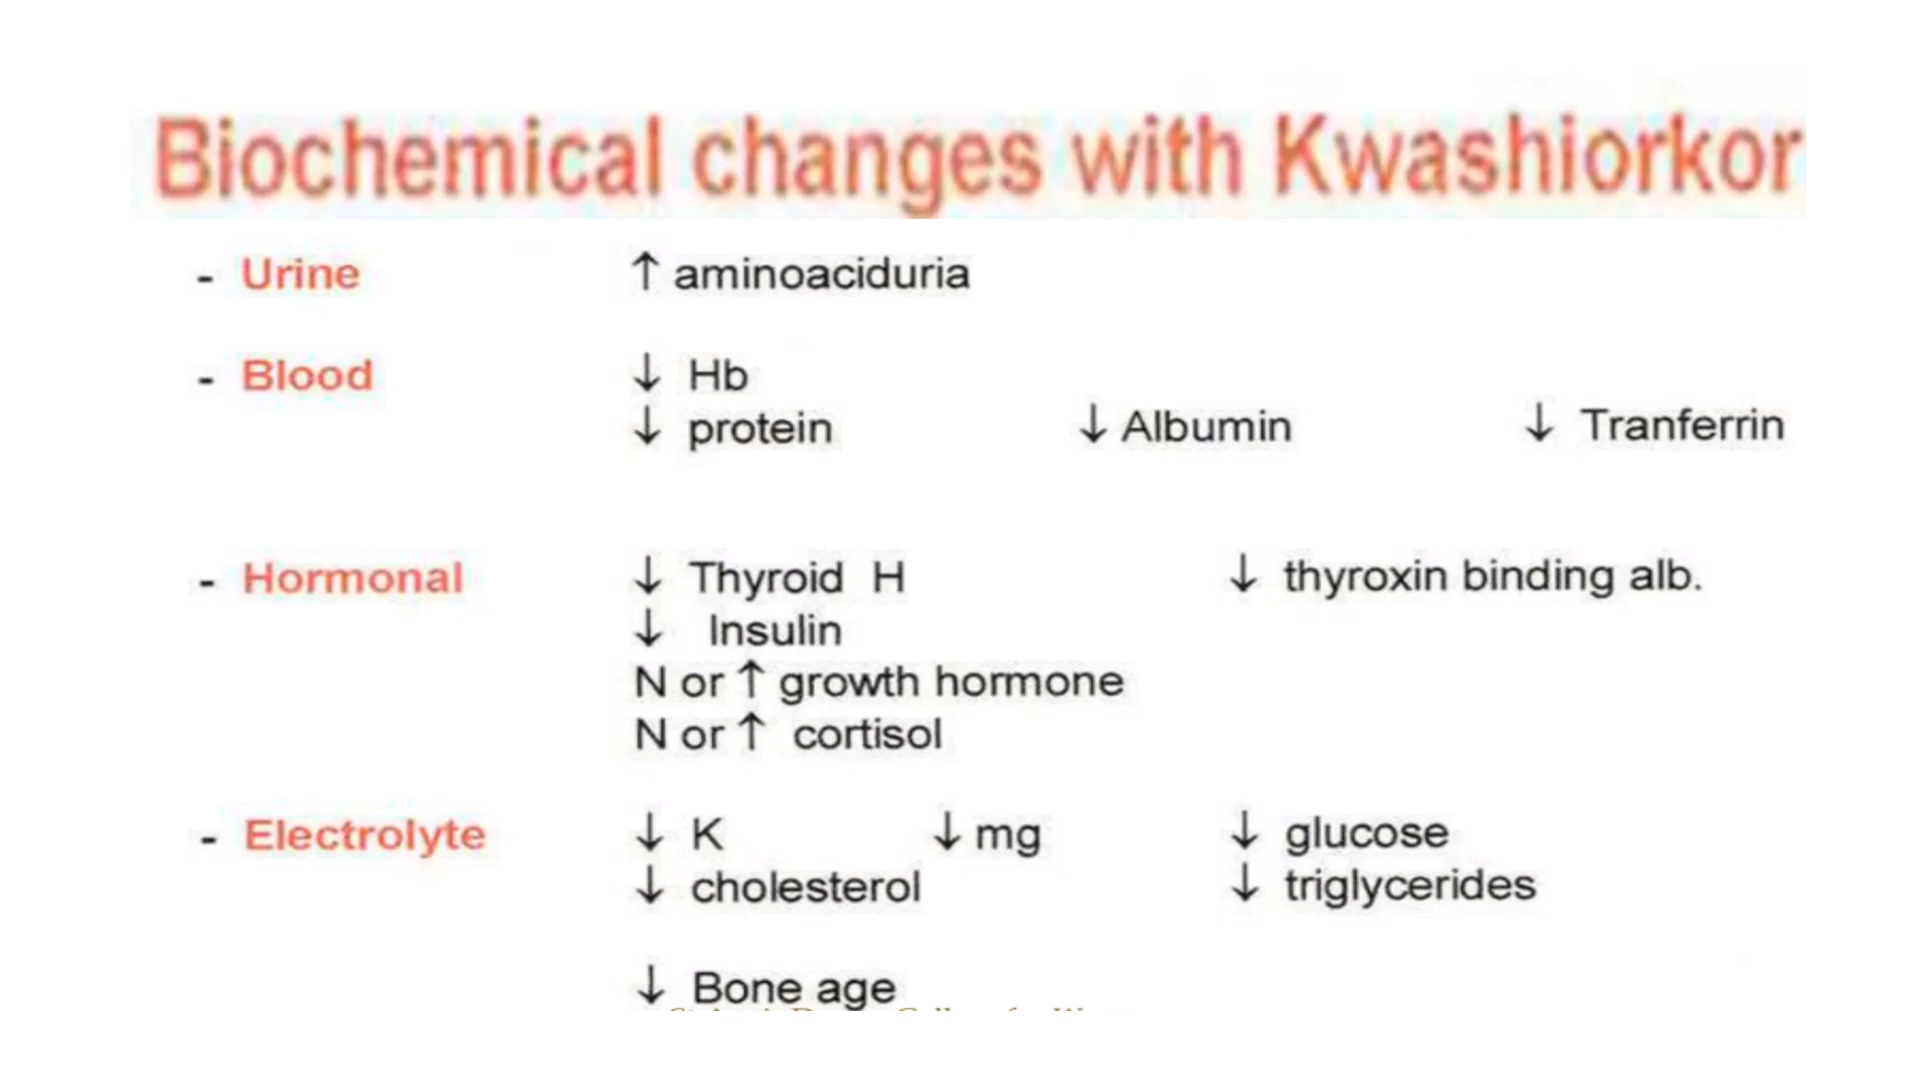 Biochemical changes with Kwashiorkor
- Urine ↑ aminoaciduria
- Blood ↓ Hb
↓ protein ↓ Albumin ↓ Tranferrin
- Hormonal ↓ Thyroid H ↓ thyroxin binding alb.
↓ Insulin
N or ↑ growth hormone
N or ↑ cortisol
- Electrolyte ↓ K ↓ mg ↓ glucose
↓ cholesterol ↓ triglycerides
↓ Bone age